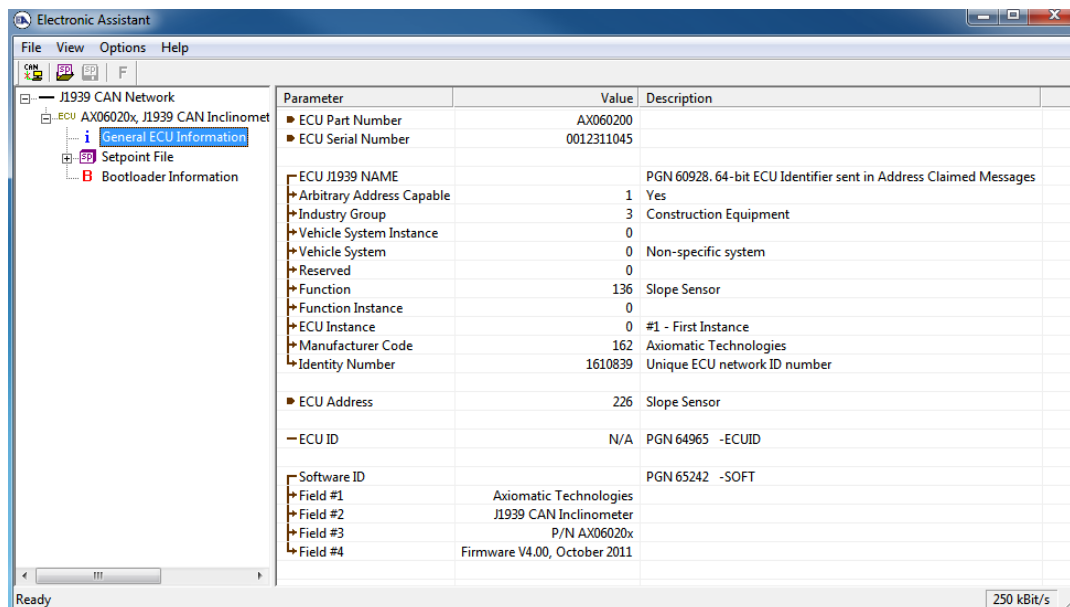 Electronic Assistant
File View Options Help
CAN SP SP F
J1939 CAN Network
ECU AX06020x, J1939 CAN Inclinomet
i General ECU Information
SP Setpoint File
B Bootloader Information
Parameter Value Description
ECU Part Number AX060200
ECU Serial Number 0012311045
ECU J1939 NAME PGN 60928. 64-bit ECU Identifier sent in Address Claimed Messages
Arbitrary Address Capable 1 Yes
Industry Group 3 Construction Equipment
Vehicle System Instance 0
Vehicle System 0 Non-specific system
Reserved 0
Function 136 Slope Sensor
Function Instance 0
ECU Instance 0 #1 - First Instance
Manufacturer Code 162 Axiomatic Technologies
Identity Number 1610839 Unique ECU network ID number
ECU Address 226 Slope Sensor
ECU ID N/A PGN 64965 -ECUID
Software ID PGN 65242 -SOFT
Field #1 Axiomatic Technologies
Field #2 J1939 CAN Inclinometer
Field #3 P/N AX06020x
Field #4 Firmware V4.00, October 2011
Ready 250 kBit/s